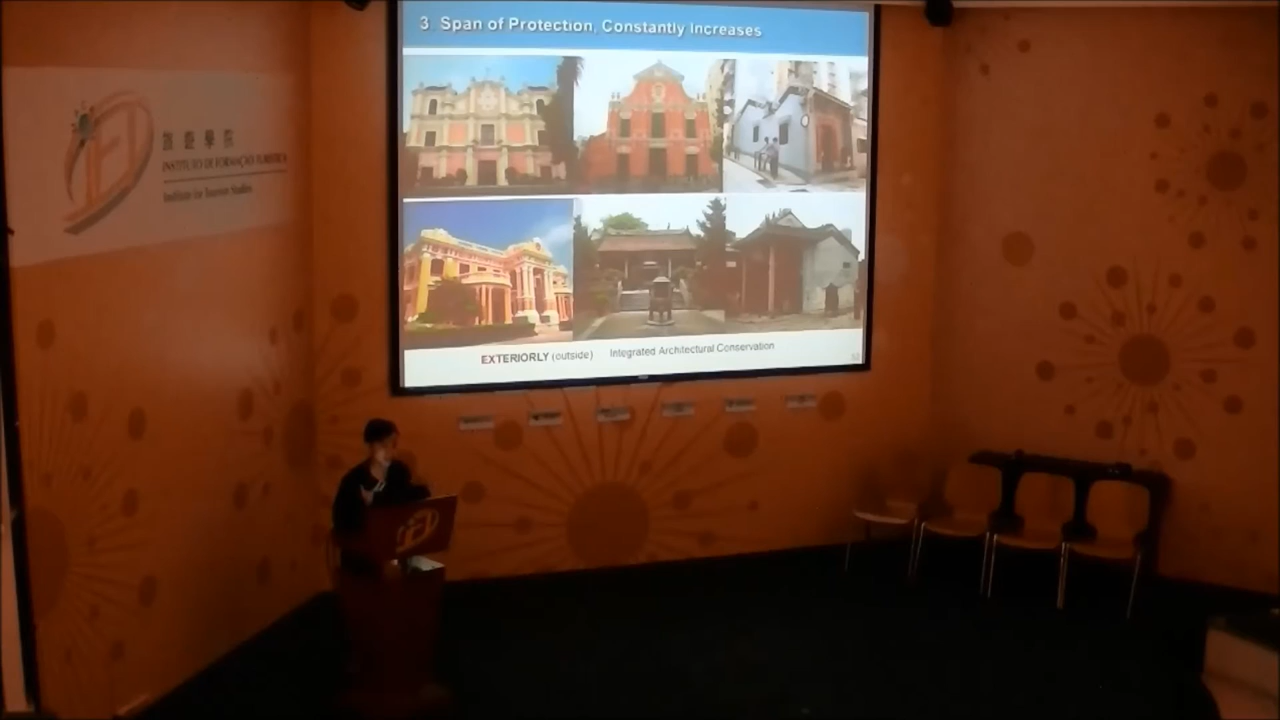 3 Span of Protection, Constantly Increases
旅遊學院
INSTITUTO DE FORMAÇÃO TURÍSTICA
Institute for Tourism Studies
EXTERIORLY (outside) Integrated Architectural Conservation